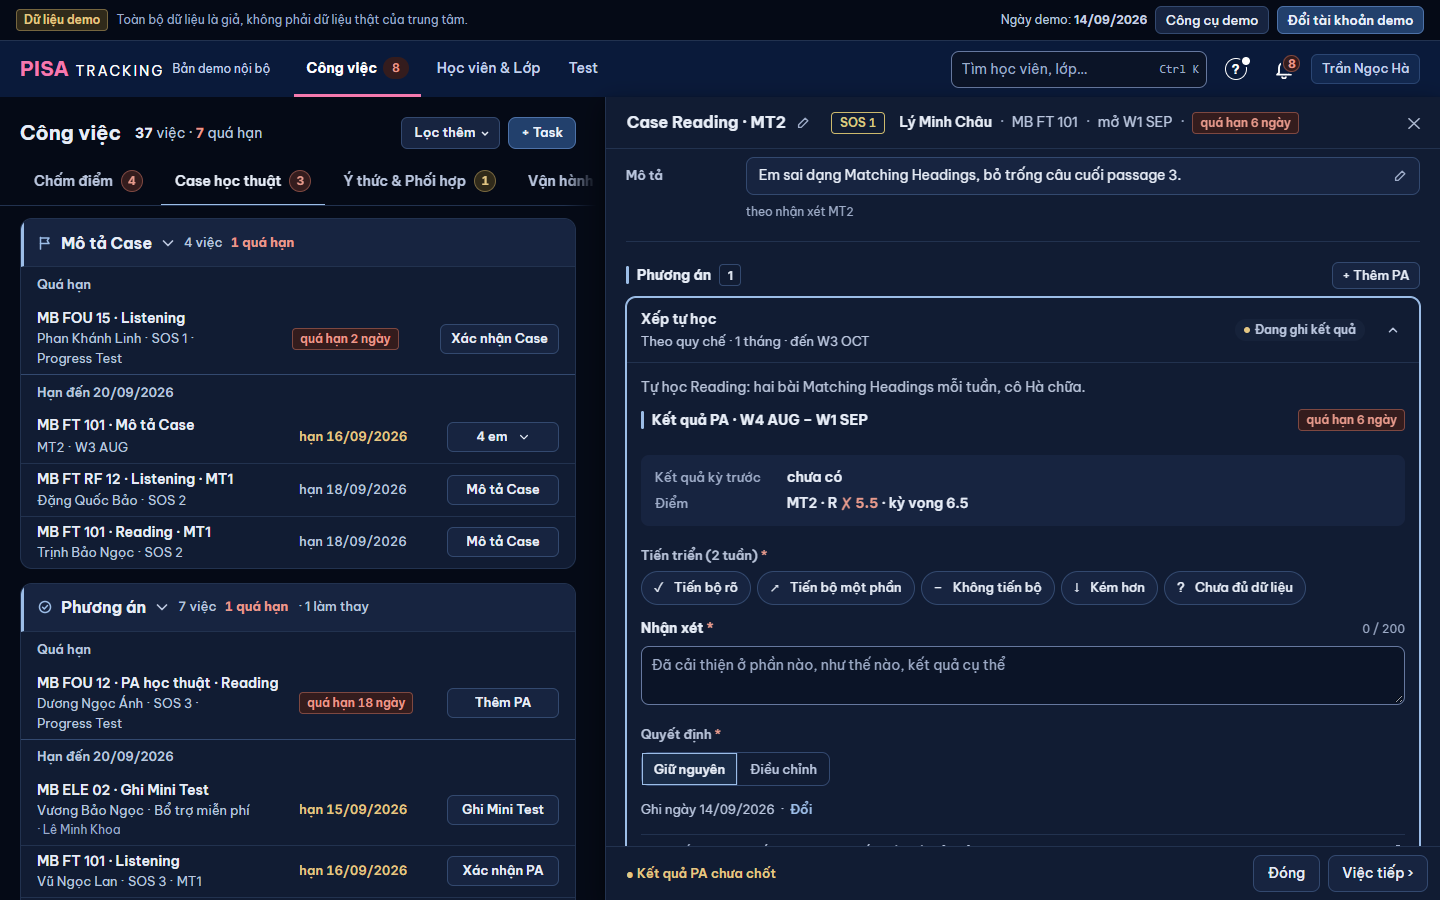 Dữ liệu demo Toàn bộ dữ liệu là giả, không phải dữ liệu thật của trung tâm.
Ngày demo: 14/09/2026 Công cụ demo Đổi tài khoản demo
PISA TRACKING Bản demo nội bộ
Công việc 8 Học viên & Lớp Test
Tìm học viên, lớp... Ctrl K
? 8 Trần Ngọc Hà
Công việc 37 việc · 7 quá hạn
Lọc thêm + Task
Chấm điểm 4 Case học thuật 3 Ý thức & Phối hợp 1 Vận hành
Mô tả Case 4 việc 1 quá hạn
Quá hạn
MB FOU 15 · Listening
Phan Khánh Linh · SOS 1 ·
Progress Test
quá hạn 2 ngày
Xác nhận Case
Hạn đến 20/09/2026
MB FT 101 · Mô tả Case
MT2 · W3 AUG
hạn 16/09/2026
4 em
MB FT RF 12 · Listening · MT1
Đặng Quốc Bảo · SOS 2
hạn 18/09/2026
Mô tả Case
MB FT 101 · Reading · MT1
Trịnh Bảo Ngọc · SOS 2
hạn 18/09/2026
Mô tả Case
Phương án 7 việc 1 quá hạn · 1 làm thay
Quá hạn
MB FOU 12 · PA học thuật · Reading
Dương Ngọc Ánh · SOS 3 ·
Progress Test
quá hạn 18 ngày
Thêm PA
Hạn đến 20/09/2026
MB ELE 02 · Ghi Mini Test
Vương Bảo Ngọc · Bổ trợ miễn phí
· Lê Minh Khoa
hạn 15/09/2026
Ghi Mini Test
MB FT 101 · Listening
Vũ Ngọc Lan · SOS 3 · MT1
hạn 16/09/2026
Xác nhận PA
Case Reading · MT2 SOS 1 Lý Minh Châu · MB FT 101 · mở W1 SEP · quá hạn 6 ngày
Mô tả
Em sai dạng Matching Headings, bỏ trống câu cuối passage 3.
theo nhận xét MT2
Phương án 1
+ Thêm PA
Xếp tự học
Theo quy chế · 1 tháng · đến W3 OCT
Đang ghi kết quả
Tự học Reading: hai bài Matching Headings mỗi tuần, cô Hà chữa.
Kết quả PA · W4 AUG – W1 SEP
quá hạn 6 ngày
Kết quả kỳ trước chưa có
Điểm MT2 · R ✗ 5.5 · kỳ vọng 6.5
Tiến triển (2 tuần) *
✓ Tiến bộ rõ ↗ Tiến bộ một phần – Không tiến bộ ↓ Kém hơn ? Chưa đủ dữ liệu
Nhận xét *
0 / 200
Đã cải thiện ở phần nào, như thế nào, kết quả cụ thể
Quyết định *
Giữ nguyên Điều chỉnh
Ghi ngày 14/09/2026 · Đổi
Kết quả PA chưa chốt
Đóng Việc tiếp ›